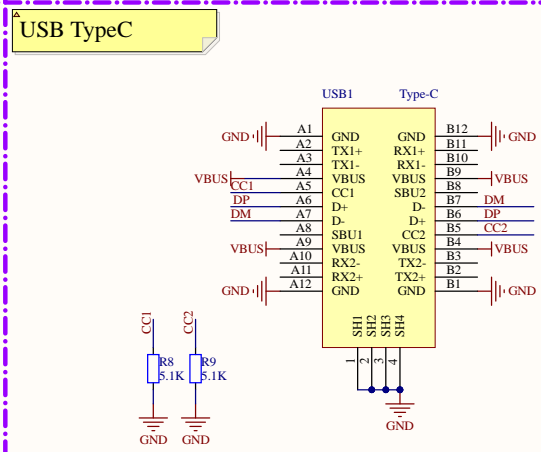 USB TypeC
USB1 Type-C
GND A1 GND GND B12 GND
A2 TX1+ RX1+ B11
A3 TX1- RX1- B10
VBUS A4 VBUS VBUS B9 VBUS
CC1 A5 CC1 SBU2 B8
DP A6 D+ D- B7 DM
DM A7 D- D+ B6 DP
A8 SBU1 CC2 B5 CC2
VBUS A9 VBUS VBUS B4 VBUS
A10 RX2- TX2- B3
A11 RX2+ TX2+ B2
GND A12 GND GND B1 GND
SH1 SH2 SH3 SH4
1 2 3 4
CC1 CC2
R8 R9
5.1K 5.1K
GND GND
GND